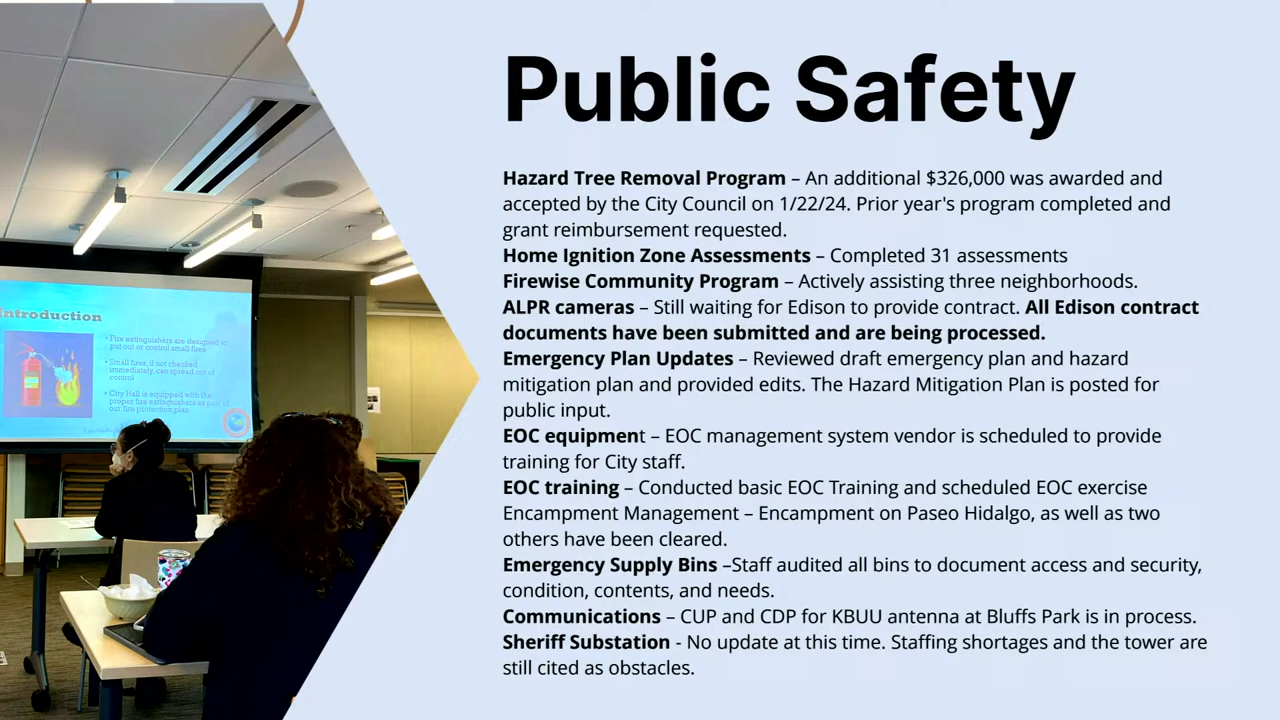 Public Safety
Hazard Tree Removal Program – An additional $326,000 was awarded and
accepted by the City Council on 1/22/24. Prior year's program completed and
grant reimbursement requested.
Home Ignition Zone Assessments – Completed 31 assessments
Firewise Community Program – Actively assisting three neighborhoods.
ALPR cameras – Still waiting for Edison to provide contract. All Edison contract
documents have been submitted and are being processed.
Emergency Plan Updates – Reviewed draft emergency plan and hazard
mitigation plan and provided edits. The Hazard Mitigation Plan is posted for
public input.
EOC equipment – EOC management system vendor is scheduled to provide
training for City staff.
EOC training – Conducted basic EOC Training and scheduled EOC exercise
Encampment Management – Encampment on Paseo Hidalgo, as well as two
others have been cleared.
Emergency Supply Bins –Staff audited all bins to document access and security,
condition, contents, and needs.
Communications – CUP and CDP for KBUU antenna at Bluffs Park is in process.
Sheriff Substation - No update at this time. Staffing shortages and the tower are
still cited as obstacles.
Introduction
• Fire extinguishers are designed to
put out or control small fires
• Small fires, if not checked
immediately, can spread out of
control
• City Hall is equipped with the
proper fire extinguishers as part of
our fire protection plan.